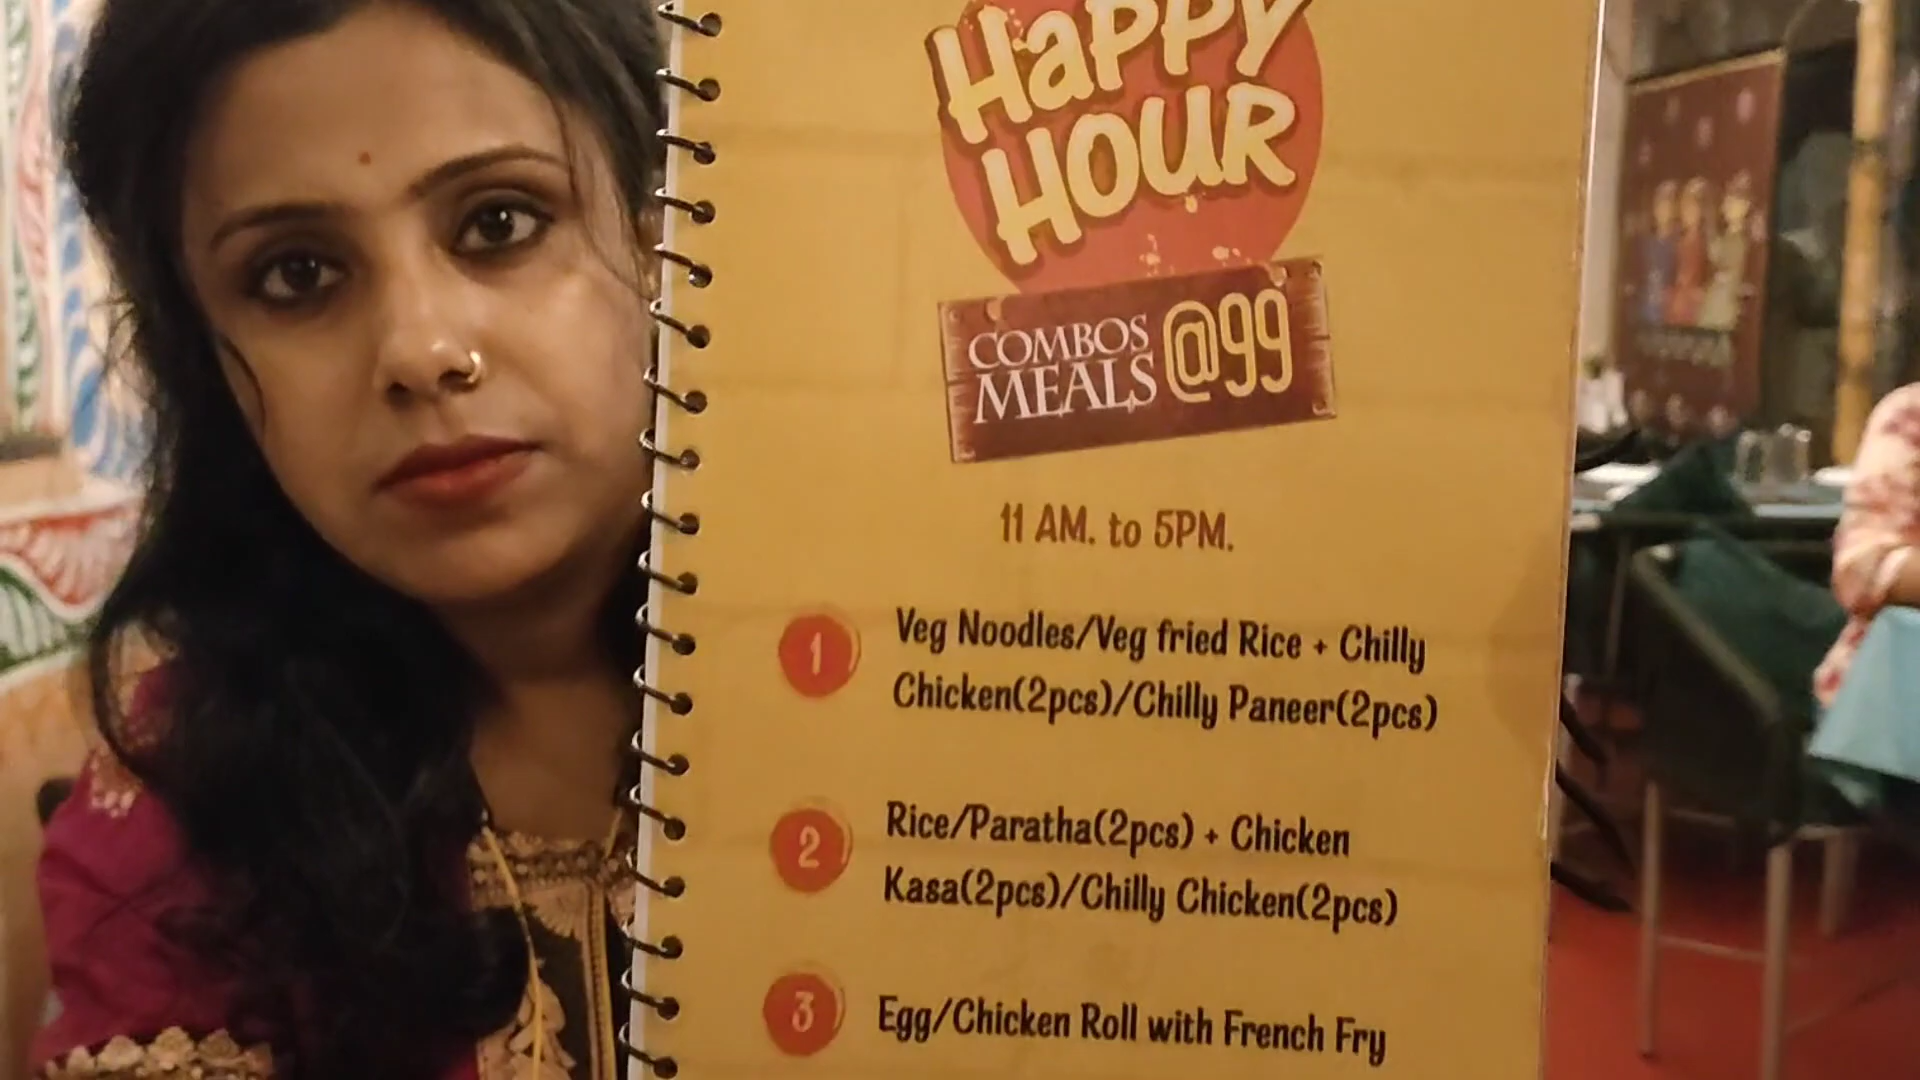 Happy
HOUR
COMBOS
MEALS @99
11 AM. to 5PM.
1 Veg Noodles/Veg fried Rice + Chilly
Chicken(2pcs)/Chilly Paneer(2pcs)
2 Rice/Paratha(2pcs) + Chicken
Kasa(2pcs)/Chilly Chicken(2pcs)
3 Egg/Chicken Roll with French Fry